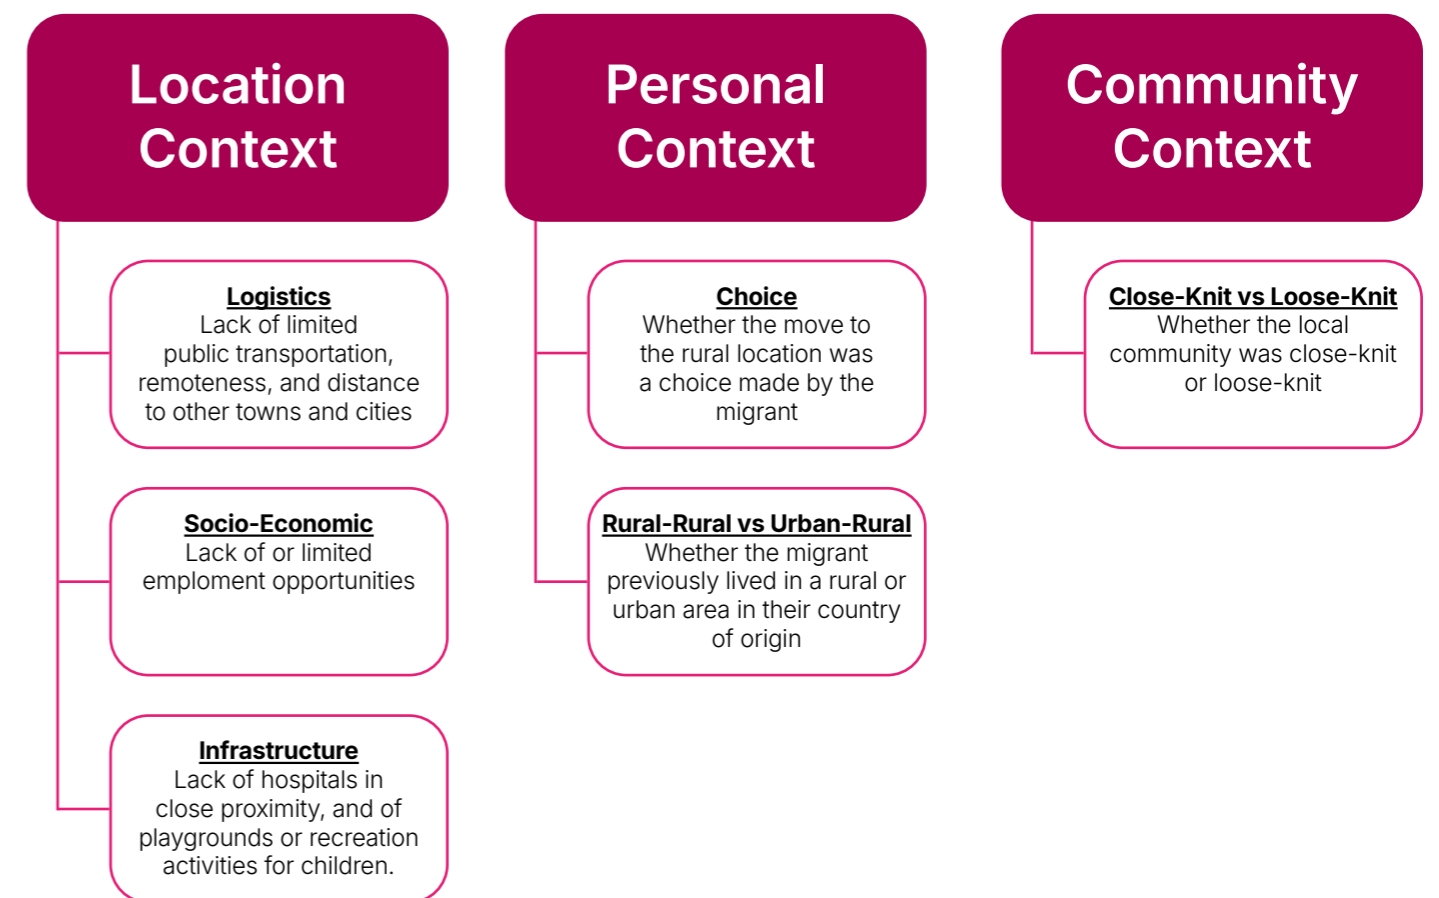 Location
Context
Logistics
Lack of limited
public transportation,
remoteness, and distance
to other towns and cities
Socio-Economic
Lack of or limited
emploment opportunities
Infrastructure
Lack of hospitals in
close proximity, and of
playgrounds or recreation
activities for children.
Personal
Context
Choice
Whether the move to
the rural location was
a choice made by the
migrant
Rural-Rural vs Urban-Rural
Whether the migrant
previously lived in a rural or
urban area in their country
of origin
Community
Context
Close-Knit vs Loose-Knit
Whether the local
community was close-knit
or loose-knit